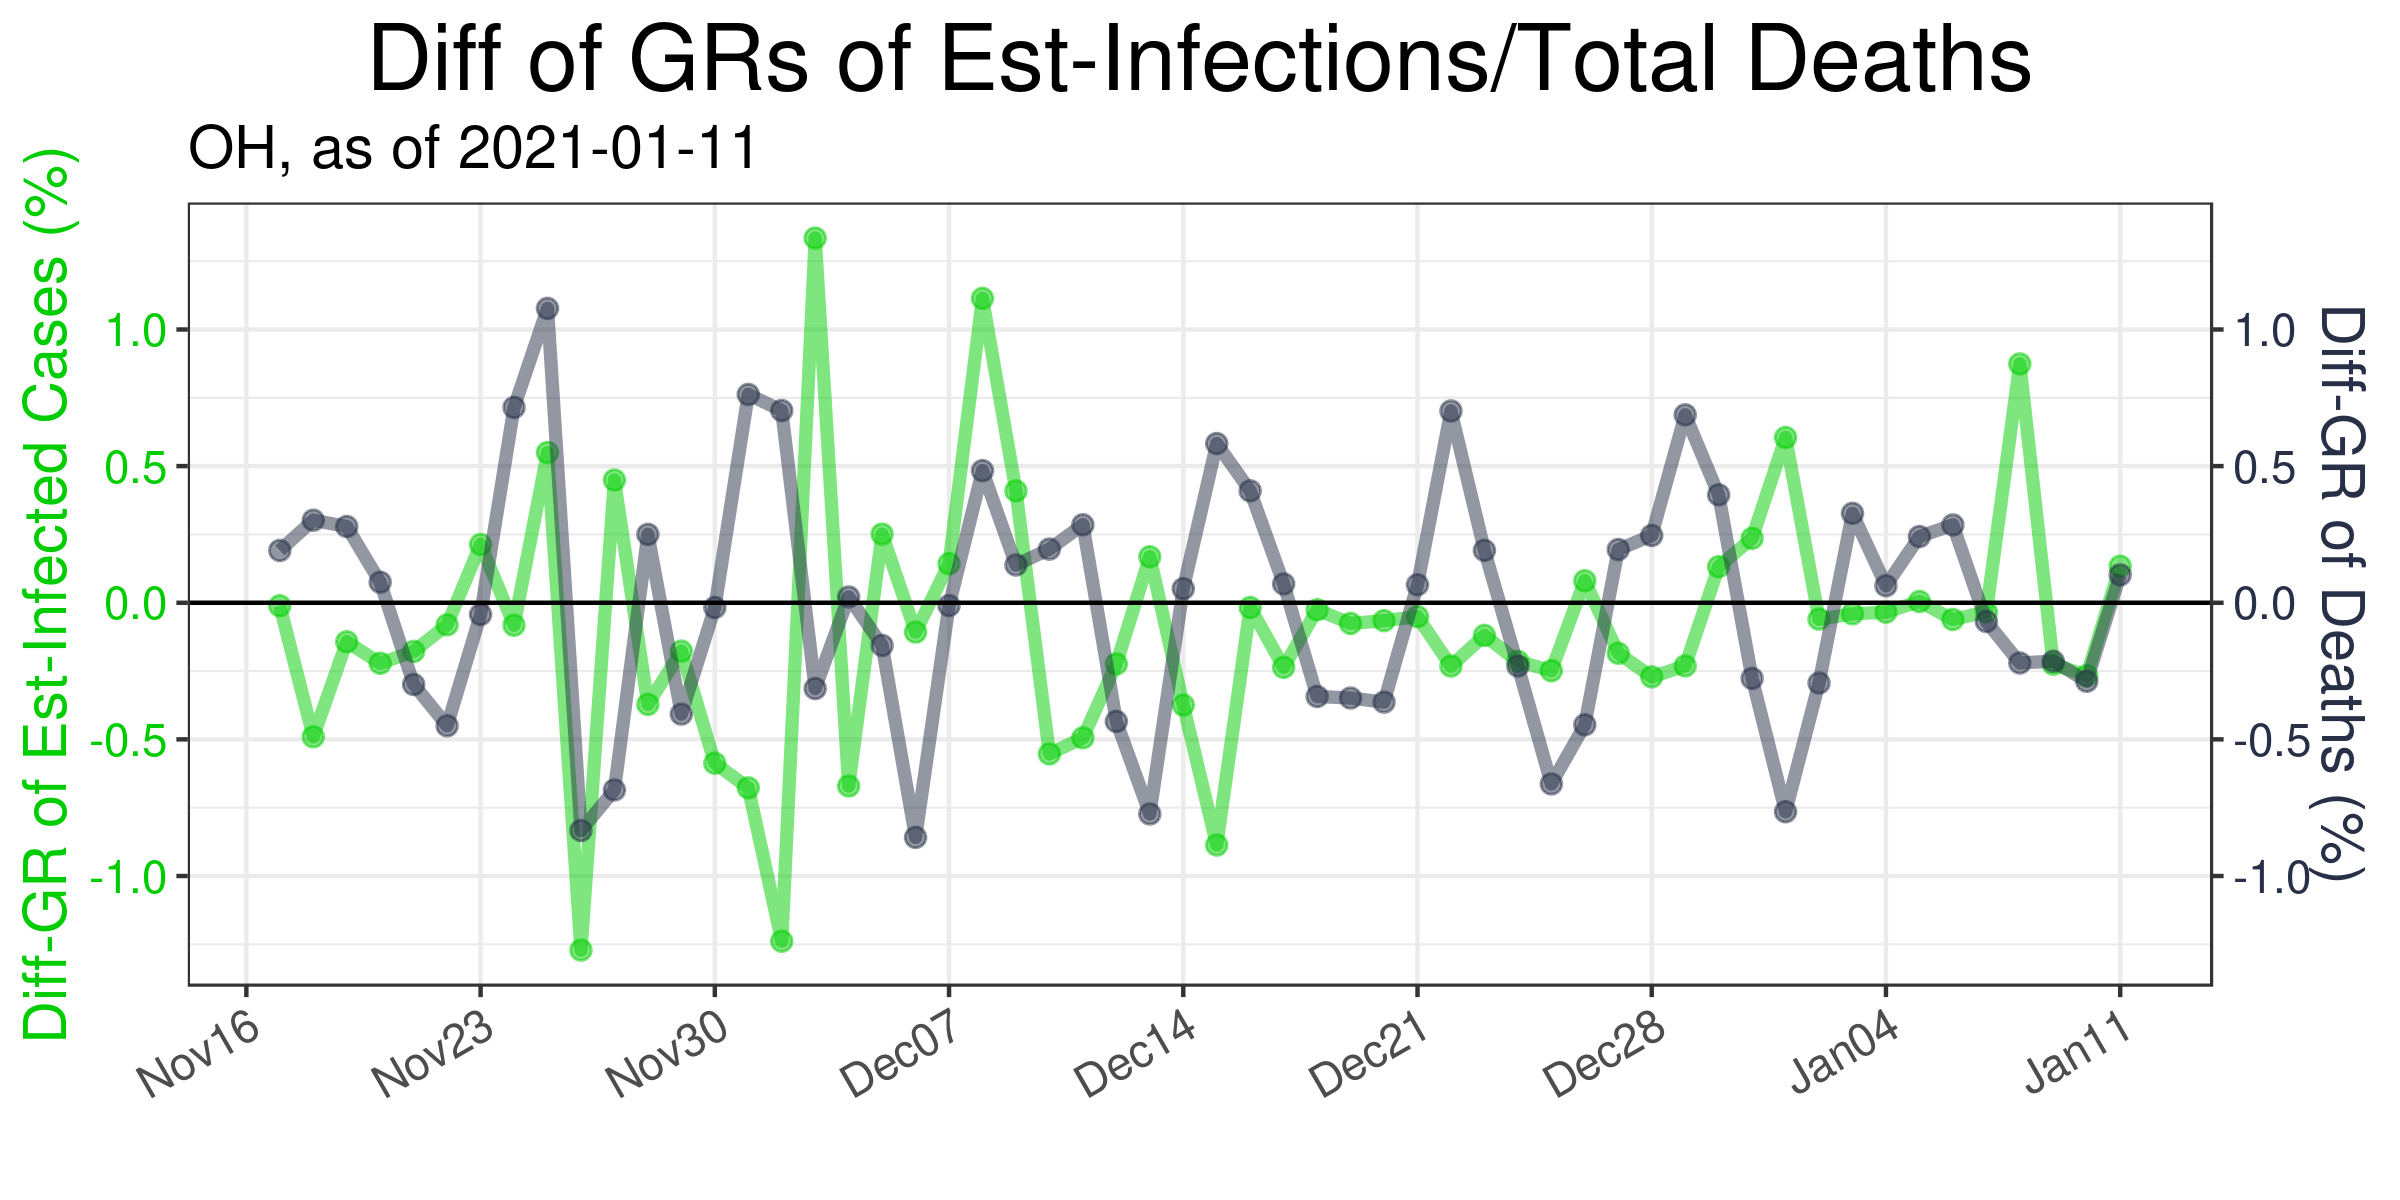 Diff of GRs of Est-Infections/Total Deaths
OH, as of 2021-01-11
Diff-GR of Est-Infected Cases (%)
1.0
0.5
0.0
-0.5
-1.0
1.0
0.5
0.0
-0.5
-1.0
Diff-GR of Deaths (%)
Nov16
Nov23
Nov30
Dec07
Dec14
Dec21
Dec28
Jan04
Jan11